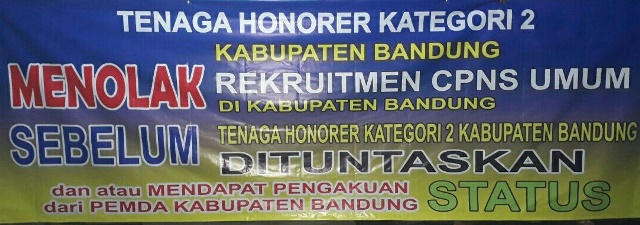 TENAGA HONORER KATEGORI 2
KABUPATEN BANDUNG
MENOLAK REKRUITMEN CPNS UMUM
DI KABUPATEN BANDUNG
SEBELUM TENAGA HONORER KATEGORI 2 KABUPATEN BANDUNG
DITUNTASKAN
dan atau MENDAPAT PENGAKUAN
dari PEMDA KABUPATEN BANDUNG STATUS